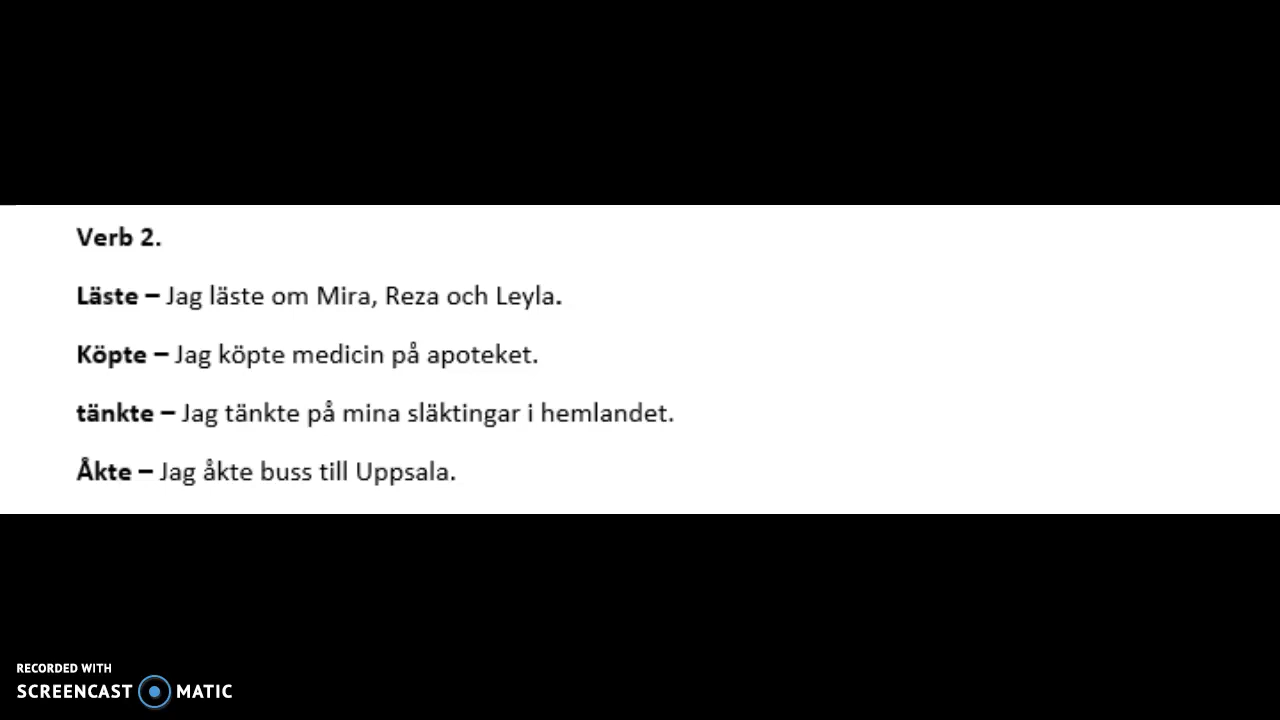 Verb 2.
Läste – Jag läste om Mira, Reza och Leyla.
Köpte – Jag köpte medicin på apoteket.
tänkte – Jag tänkte på mina släktingar i hemlandet.
Åkte – Jag åkte buss till Uppsala.
RECORDED WITH
SCREENCAST MATIC